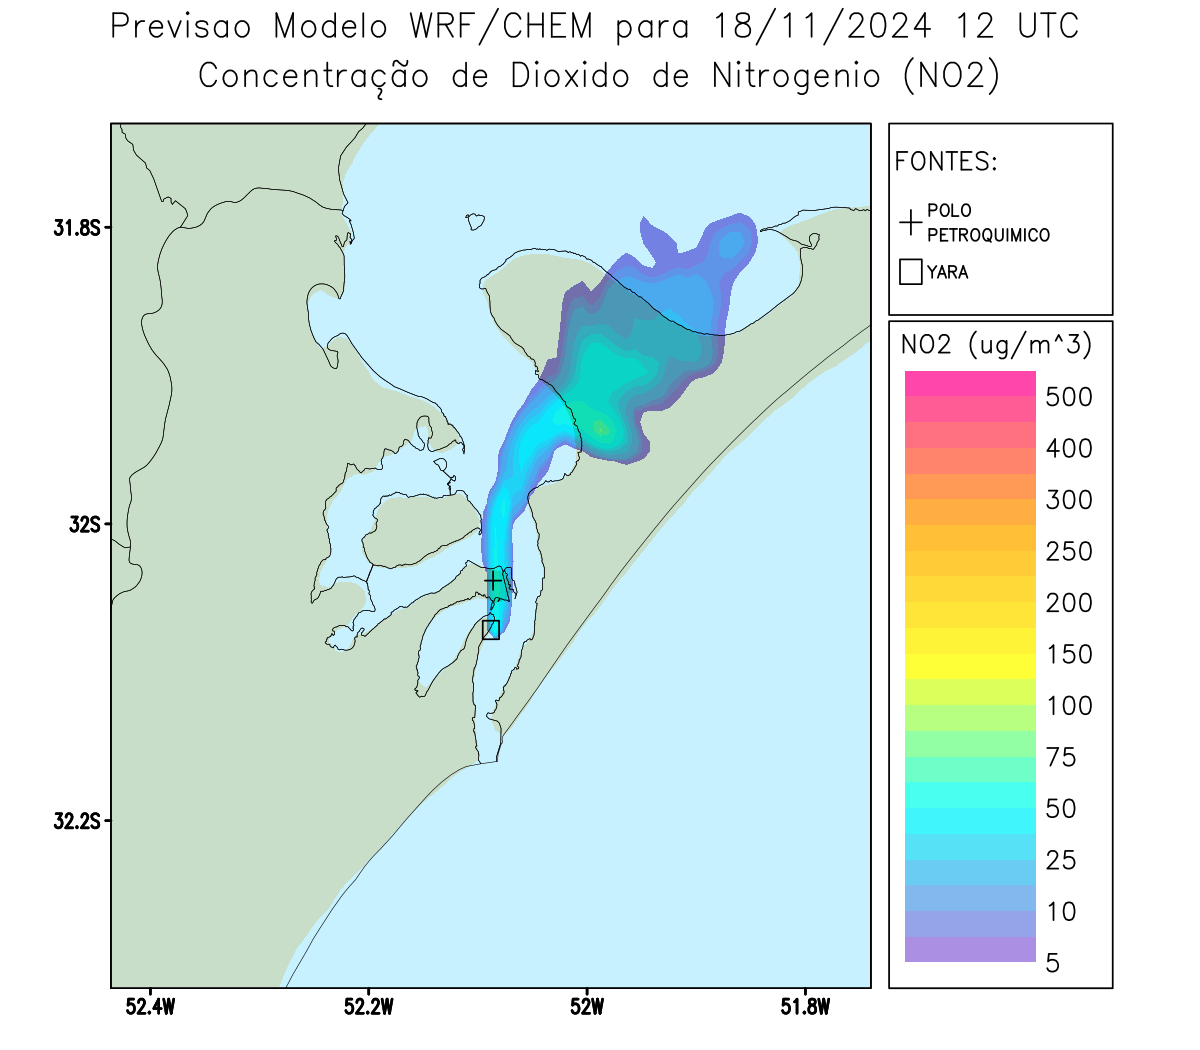 Previsao Modelo WRF/CHEM para 18/11/2024 12 UTC
Concentração de Dioxido de Nitrogenio (NO2)
FONTES:
POLO
PETROQUIMICO
YARA
31.8S
32S
32.2S
52.4W
52.2W
52W
51.8W
NO2 (ug/m^3)
500
400
300
250
200
150
100
75
50
25
10
5